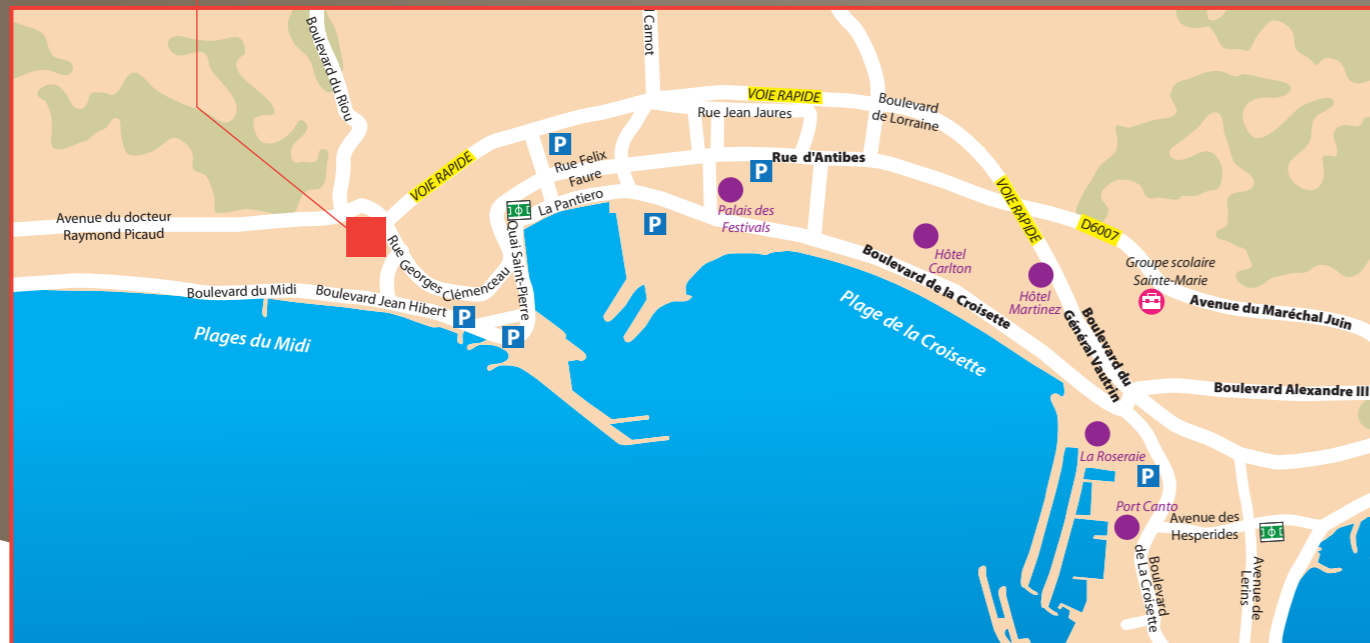 Boulevard du Riou
l Carnot
VOIE RAPIDE
Rue Jean Jaures
Boulevard
de Lorraine
VOIE RAPIDE
Rue Felix
Faure
P
Rue d'Antibes
P
VOIE RAPIDE
La Pantiero
Palais des
Festivals
P
Avenue du docteur
Raymond Picaud
D6007
Rue Georges Clémenceau
Quai Saint-Pierre
Hôtel
Carlton
Groupe scolaire
Sainte-Marie
Boulevard de la Croisette
Hôtel
Martinez
Boulevard du Midi
Boulevard Jean Hibert
P
P
Plage de la Croisette
Avenue du Maréchal Juin
Plages du Midi
Boulevard du
Général Vautrin
Boulevard Alexandre III
La Roseraie
P
Port Canto
Avenue des
Hesperides
Boulevard
de La Croisette
Avenue de
Lerins